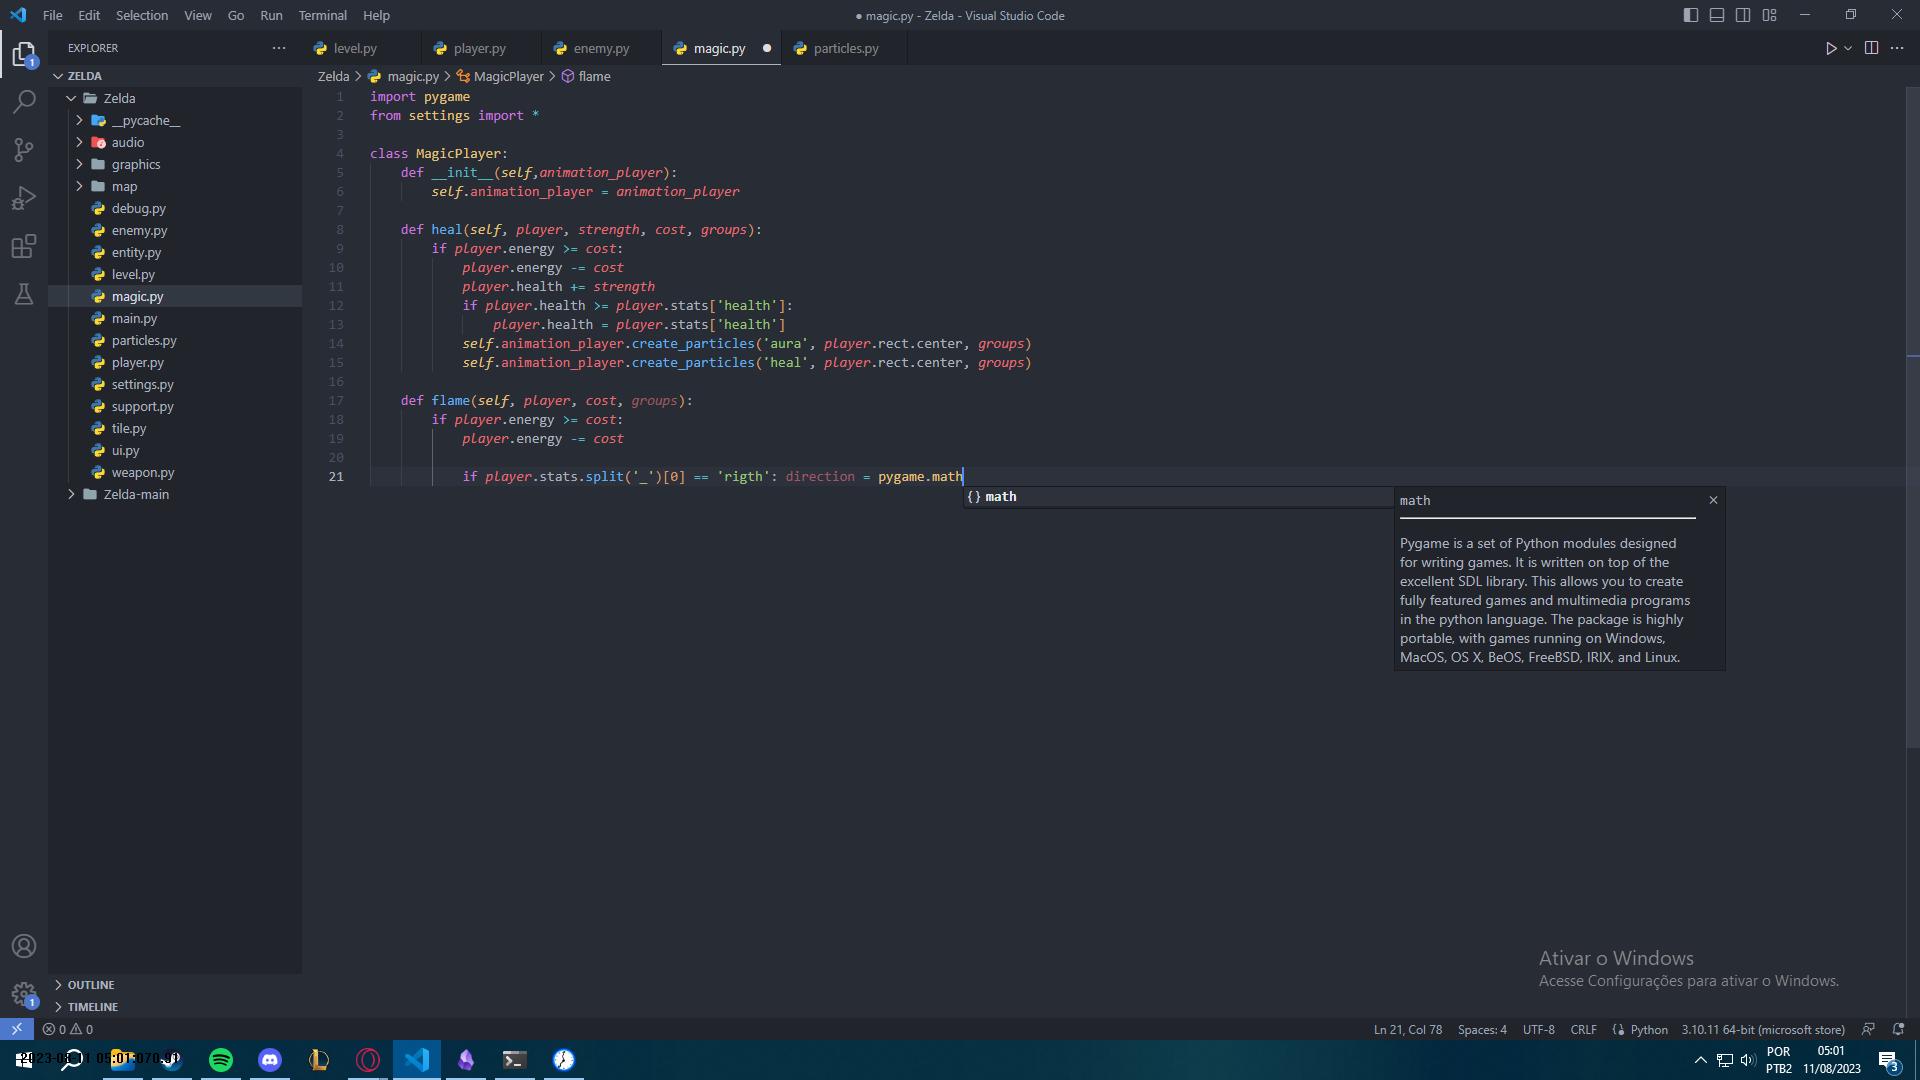 File Edit Selection View Go Run Terminal Help
● magic.py - Zelda - Visual Studio Code
EXPLORER ···
level.py player.py enemy.py magic.py ● particles.py
1
ZELDA
Zelda
__pycache__
audio
graphics
map
debug.py
enemy.py
entity.py
level.py
magic.py
main.py
particles.py
player.py
settings.py
support.py
tile.py
ui.py
weapon.py
Zelda-main
Zelda > magic.py > MagicPlayer > flame
1 import pygame
2 from settings import *
3
4 class MagicPlayer:
5 def __init__(self,animation_player):
6 self.animation_player = animation_player
7
8 def heal(self, player, strength, cost, groups):
9 if player.energy >= cost:
10 player.energy -= cost
11 player.health += strength
12 if player.health >= player.stats['health']:
13 player.health = player.stats['health']
14 self.animation_player.create_particles('aura', player.rect.center, groups)
15 self.animation_player.create_particles('heal', player.rect.center, groups)
16
17 def flame(self, player, cost, groups):
18 if player.energy >= cost:
19 player.energy -= cost
20
21 if player.stats.split('_')[0] == 'rigth': direction = pygame.math
{} math
math
Pygame is a set of Python modules designed
for writing games. It is written on top of the
excellent SDL library. This allows you to create
fully featured games and multimedia programs
in the python language. The package is highly
portable, with games running on Windows,
MacOS, OS X, BeOS, FreeBSD, IRIX, and Linux.
Ativar o Windows
Acesse Configurações para ativar o Windows.
OUTLINE
1
TIMELINE
0 0
Ln 21, Col 78 Spaces: 4 UTF-8 CRLF Python 3.10.11 64-bit (microsoft store)
POR
PTB2
05:01
11/08/2023
3